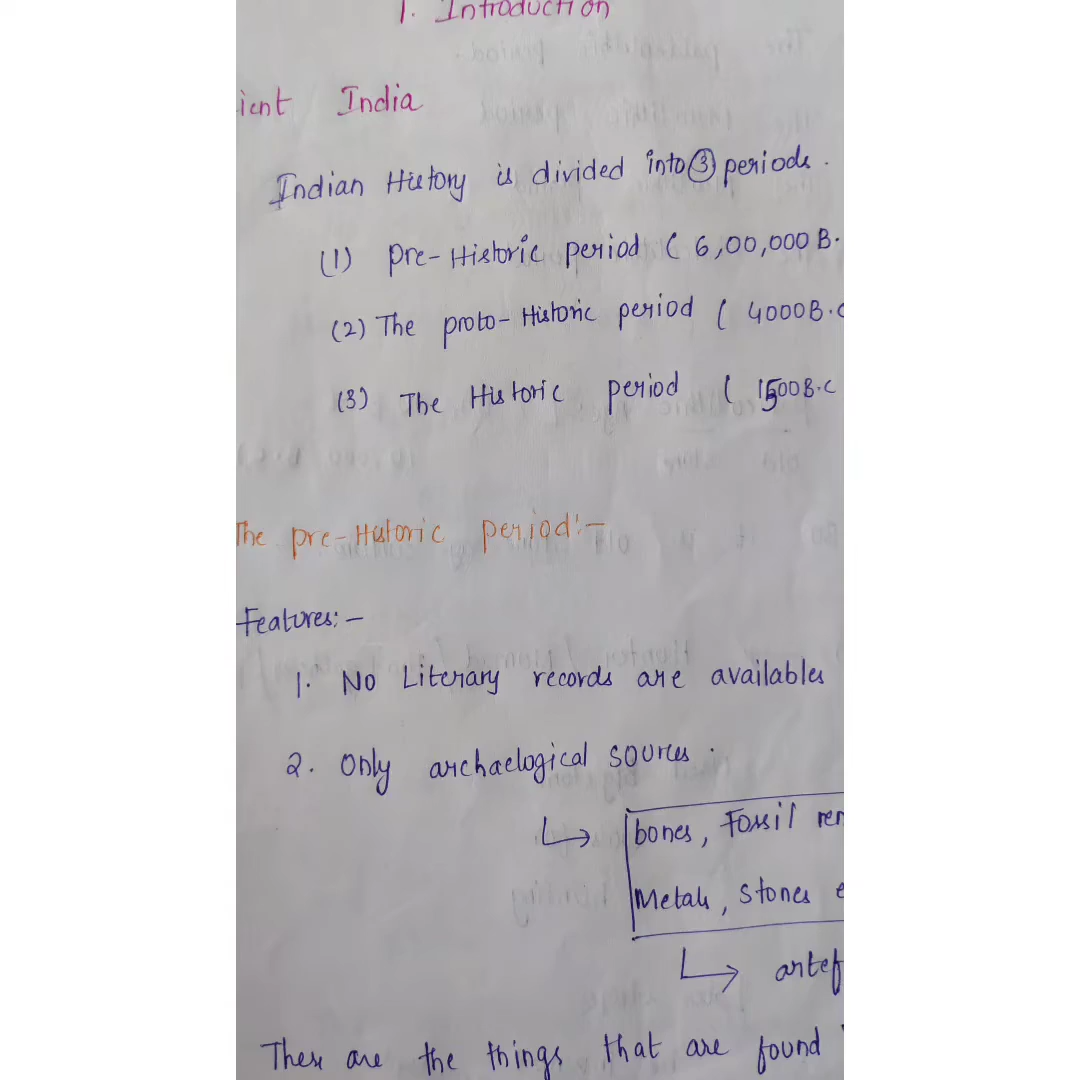 1. Introduction
ient India
Indian History is divided into ③ periods.
(1) Pre-Historic period ( 6,00,000 B.
(2) The proto-Historic period ( 4000B.C
(3) The Historic period ( 1500B.C
The pre-Historic period:-
Features:-
1. No Literary records are availables
2. Only archaelogical sources.
↳ bones, Fossil rem
Metals, Stones e
↳ artef
These are the things that are found